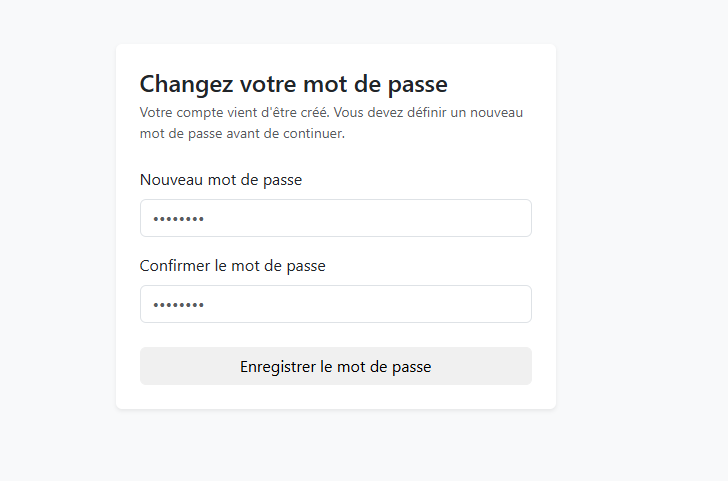 Changez votre mot de passe
Votre compte vient d'être créé. Vous devez définir un nouveau
mot de passe avant de continuer.
Nouveau mot de passe
••••••••
Confirmer le mot de passe
••••••••
Enregistrer le mot de passe